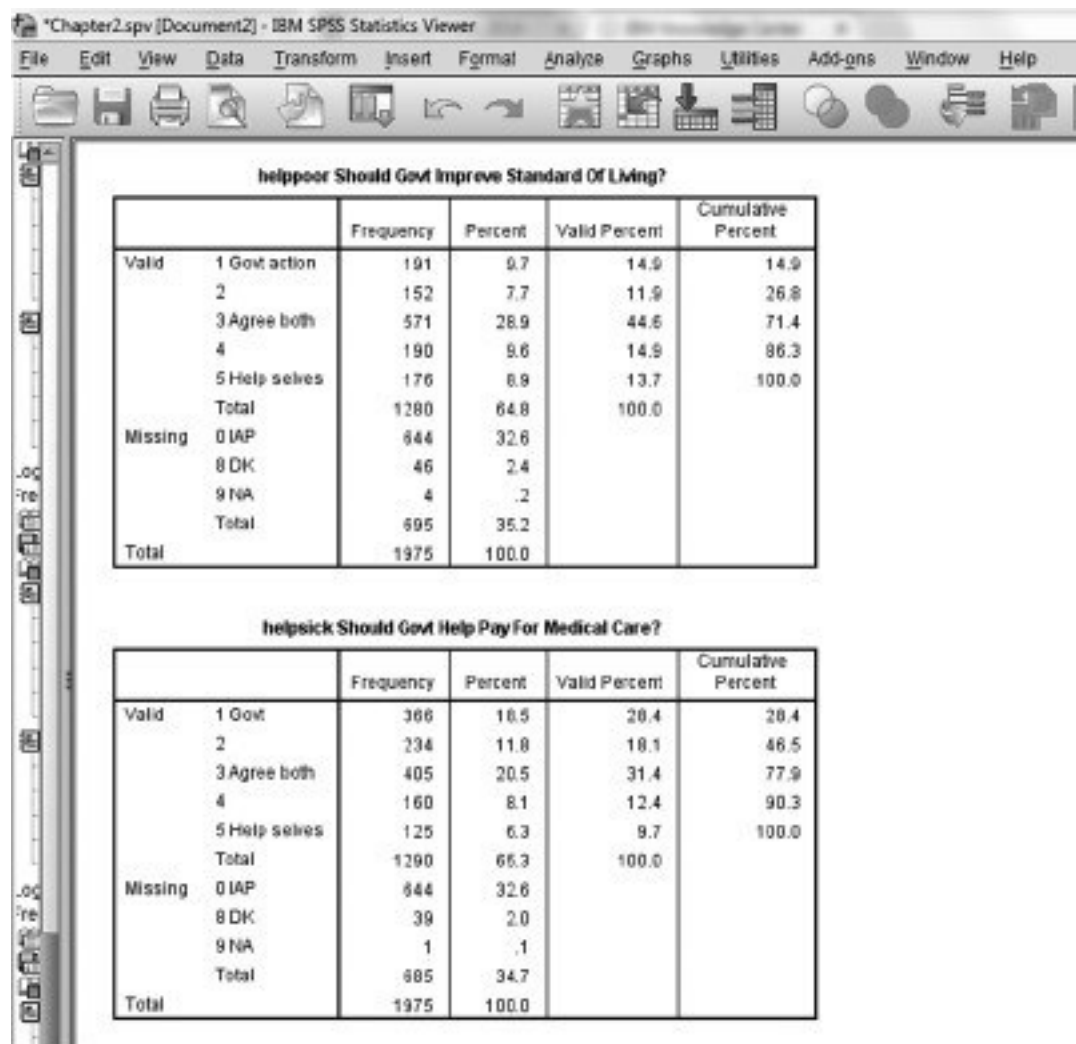 *Chapter2.spv [Document2] - IBM SPSS Statistics Viewer
File Edit View Data Transform Insert Format Analyze Graphs Utilities Add-ons Window Help
helppoor Should Govt Impreve Standard Of Living?
Frequency Percent Valid Percent Cumulative Percent
Valid 1 Govt action 191 9.7 14.9 14.9
2 152 7.7 11.9 26.8
3 Agree both 571 28.9 44.6 71.4
4 190 9.6 14.9 86.3
5 Help selves 176 8.9 13.7 100.0
Total 1280 64.8 100.0
Missing 0 IAP 644 32.6
8 DK 46 2.4
9 NA 4 .2
Total 695 35.2
Total 1975 100.0
helpsick Should Govt Help Pay For Medical Care?
Frequency Percent Valid Percent Cumulative Percent
Valid 1 Govt 366 18.5 28.4 28.4
2 234 11.8 18.1 46.5
3 Agree both 405 20.5 31.4 77.9
4 160 8.1 12.4 90.3
5 Help selves 125 6.3 9.7 100.0
Total 1290 65.3 100.0
Missing 0 IAP 644 32.6
8 DK 39 2.0
9 NA 1 .1
Total 685 34.7
Total 1975 100.0